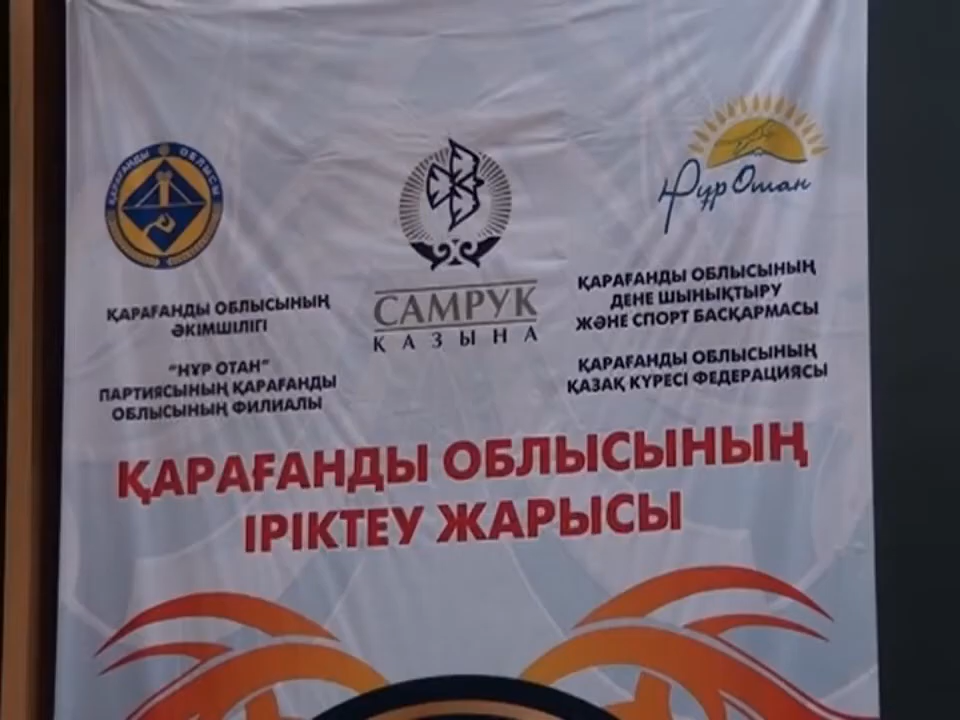 ҚАРАҒАНДЫ ОБЛЫСЫ
ҚАРАҒАНДЫ ОБЛЫСЫНЫҢ
ӘКІМШІЛІГІ
"НҰР ОТАН"
ПАРТИЯСЫНЫҢ ҚАРАҒАНДЫ
ОБЛЫСЫНЫҢ ФИЛИАЛЫ
САМРУК
КАЗЫНА
Нұр Отан
ҚАРАҒАНДЫ ОБЛЫСЫНЫҢ
ДЕНЕ ШЫНЫҚТЫРУ
ЖӘНЕ СПОРТ БАСҚАРМАСЫ
ҚАРАҒАНДЫ ОБЛЫСЫНЫҢ
ҚАЗАҚ КҮРЕСІ ФЕДЕРАЦИЯСЫ
ҚАРАҒАНДЫ ОБЛЫСЫНЫҢ
ІРІКТЕУ ЖАРЫСЫ